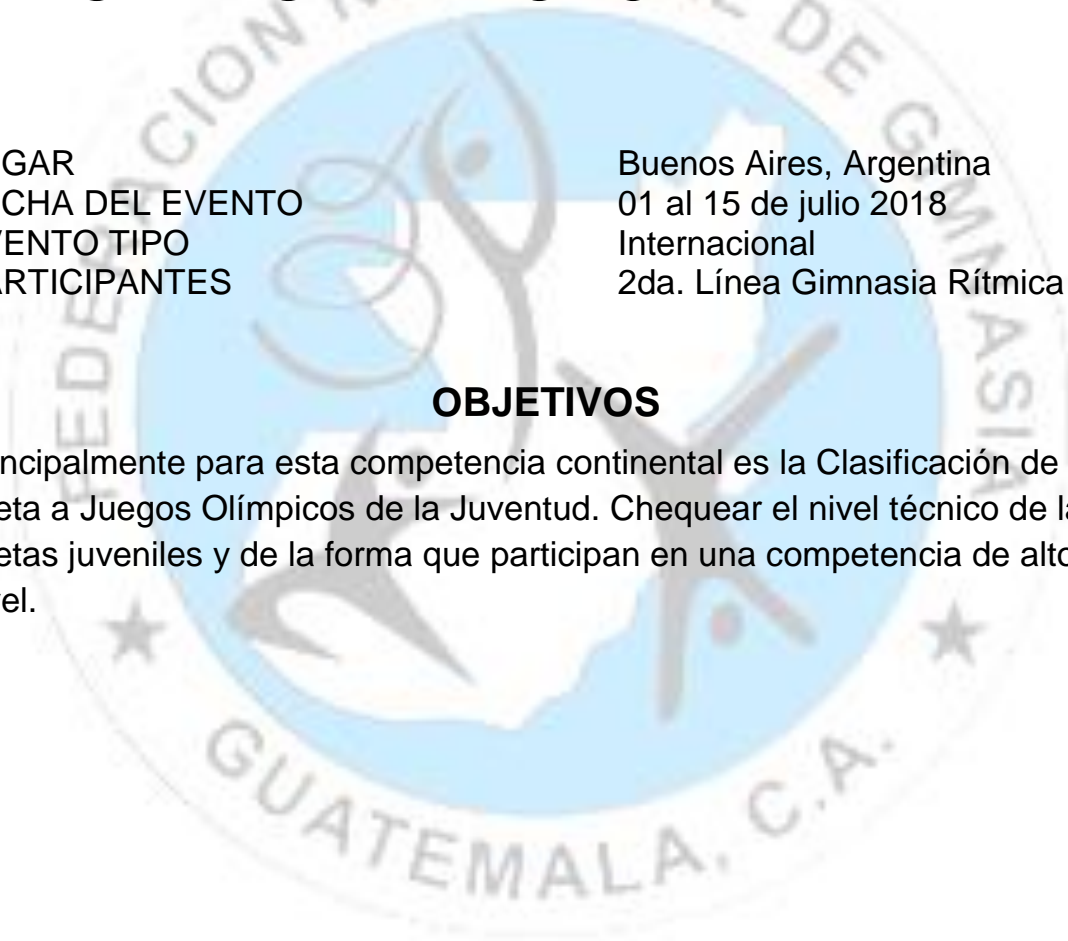 GAR Buenos Aires, Argentina
CHA DEL EVENTO 01 al 15 de julio 2018
ENTO TIPO Internacional
RTICIPANTES 2da. Línea Gimnasia Rítmica
OBJETIVOS
ncipalmente para esta competencia continental es la Clasificación de
eta a Juegos Olímpicos de la Juventud. Chequear el nivel técnico de
etas juveniles y de la forma que participan en una competencia de alto
el.
DE GIMNASIA
GUATEMALA, C.A.